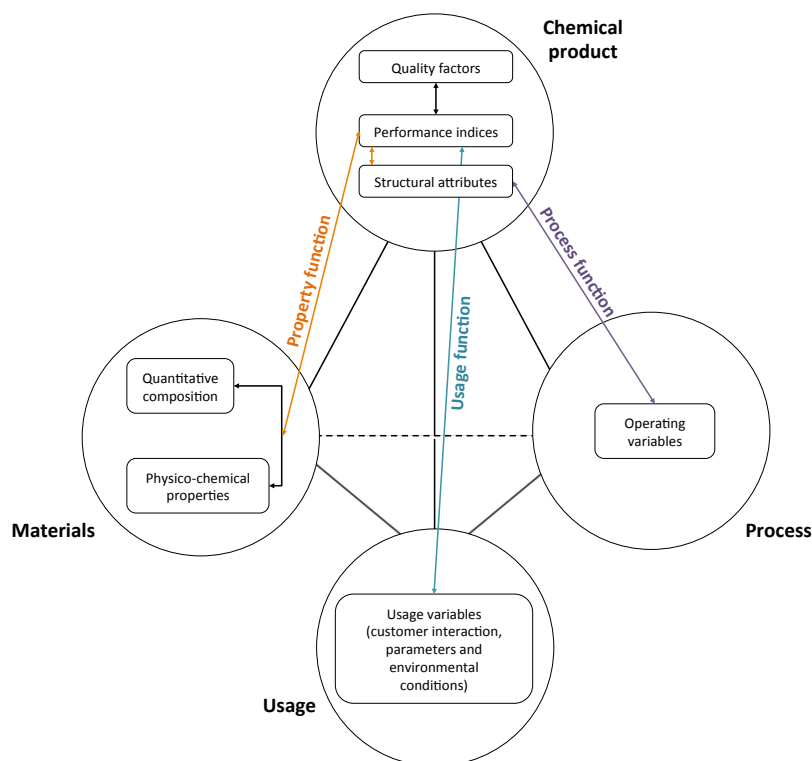 Chemical
product
Quality factors
Performance indices
Structural attributes
Property function
Usage function
Process function
Quantitative
composition
Physico-chemical
properties
Materials
Operating
variables
Process
Usage variables
(customer interaction,
parameters and
environmental
conditions)
Usage